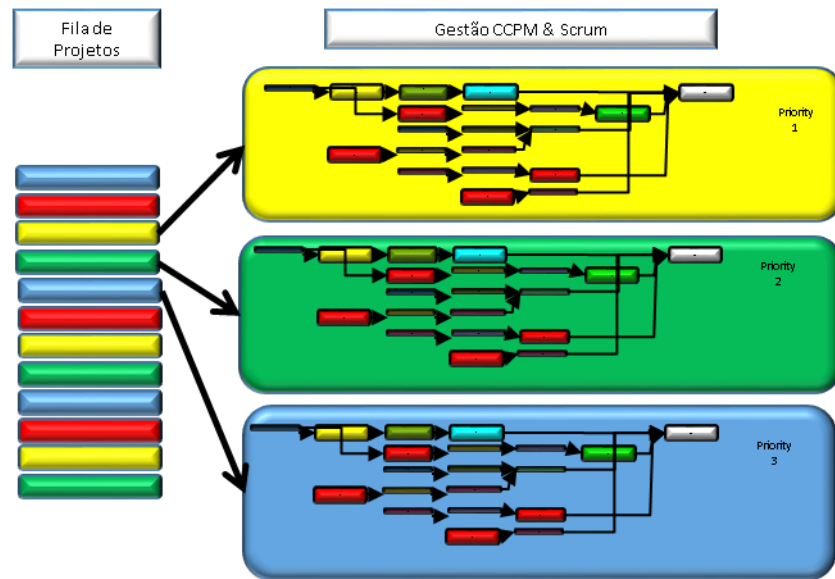 Fila de
Projetos
Gestão CCPM & Scrum
Priority
1
Priority
2
Priority
3